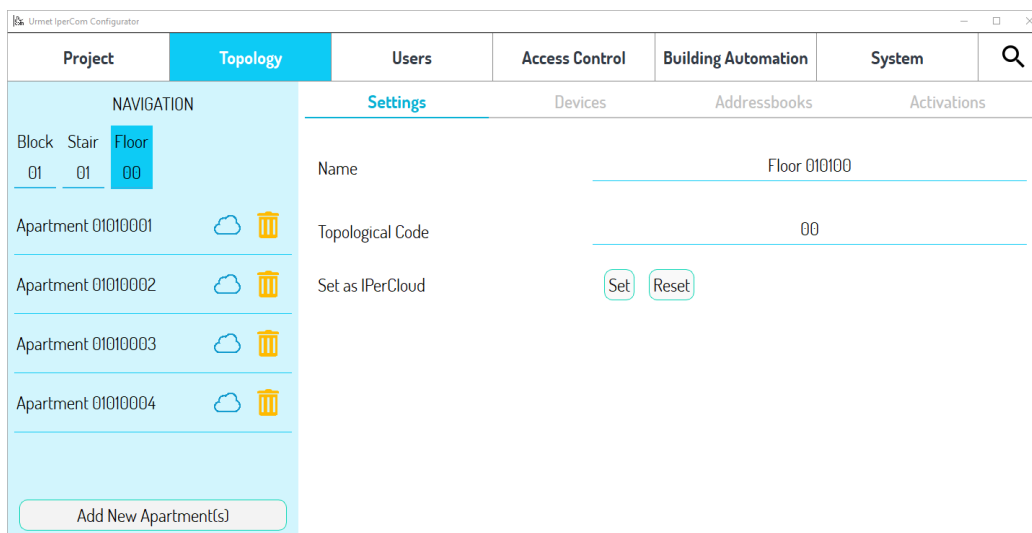 Urmet IperCom Configurator
Project Topology Users Access Control Building Automation System
NAVIGATION
Settings Devices Addressbooks Activations
Block Stair Floor
01 01 00
Name Floor 010100
Apartment 01010001
Topological Code 00
Apartment 01010002
Set as IPerCloud Set Reset
Apartment 01010003
Apartment 01010004
Add New Apartment(s)